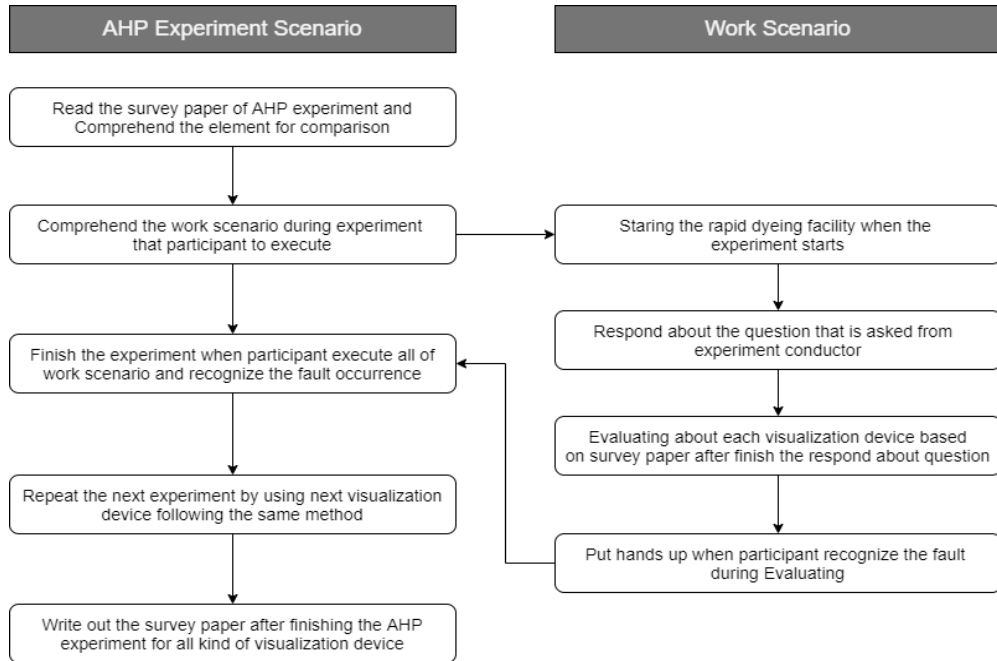 AHP Experiment Scenario
Read the survey paper of AHP experiment and
Comprehend the element for comparison
Comprehend the work scenario during experiment
that participant to execute
Finish the experiment when participant execute all of
work scenario and recognize the fault occurrence
Repeat the next experiment by using next visualization
device following the same method
Write out the survey paper after finishing the AHP
experiment for all kind of visualization device
Work Scenario
Staring the rapid dyeing facility when the
experiment starts
Respond about the question that is asked from
experiment conductor
Evaluating about each visualization device based
on survey paper after finish the respond about question
Put hands up when participant recognize the fault
during Evaluating